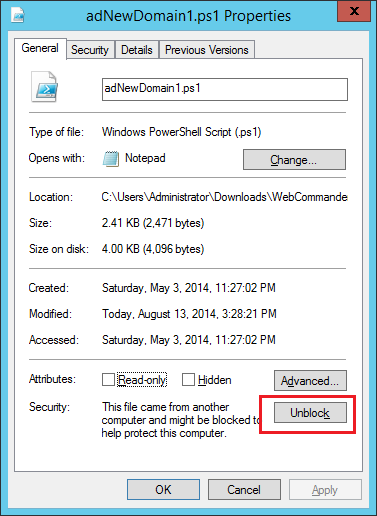 adNewDomain1.ps1 Properties
x
General Security Details Previous Versions
adNewDomain1.ps1
Type of file: Windows PowerShell Script (.ps1)
Opens with: Notepad Change...
Location: C:\Users\Administrator\Downloads\WebCommande
Size: 2.41 KB (2,471 bytes)
Size on disk: 4.00 KB (4,096 bytes)
Created: Saturday, May 3, 2014, 11:27:02 PM
Modified: Today, August 13, 2014, 3:28:21 PM
Accessed: Saturday, May 3, 2014, 11:27:02 PM
Attributes: Read-only Hidden Advanced...
Security: This file came from another Unblock
computer and might be blocked to
help protect this computer.
OK Cancel Apply